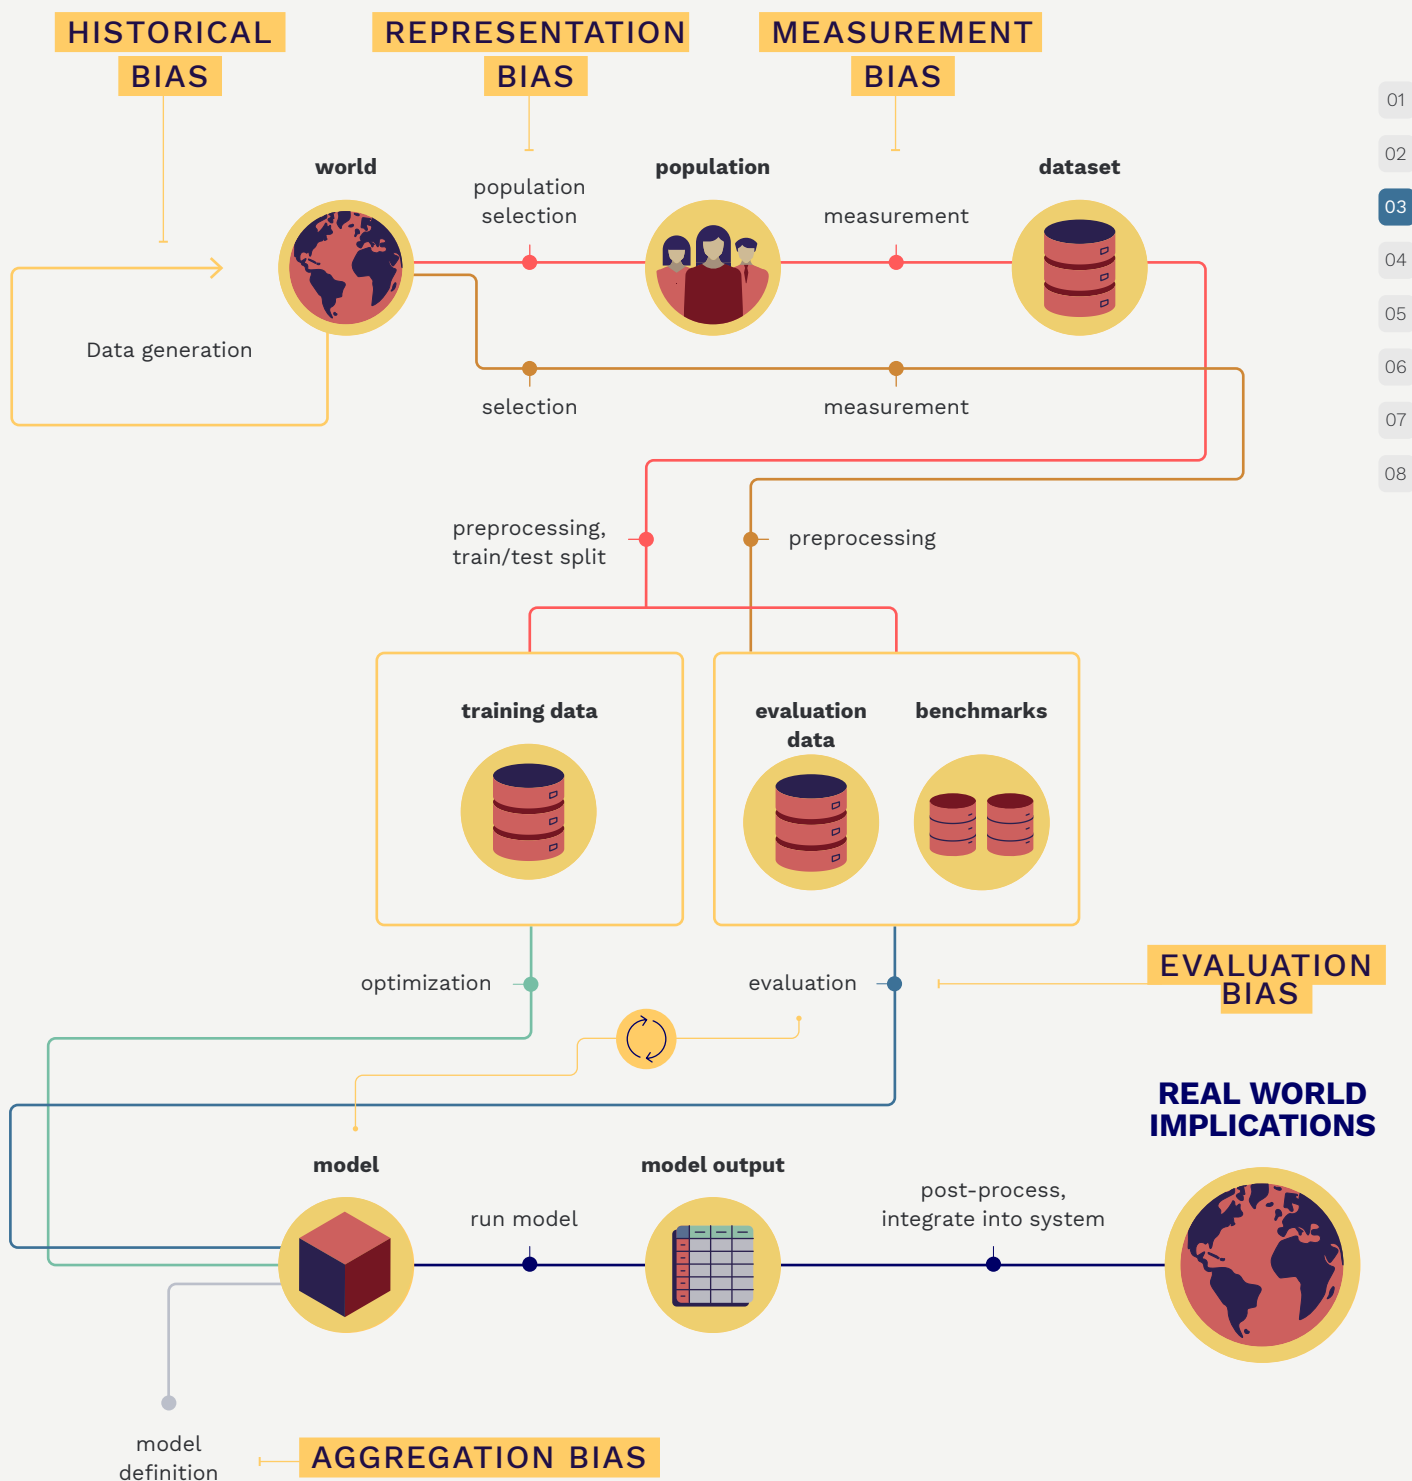 HISTORICAL
BIAS
REPRESENTATION
BIAS
MEASUREMENT
BIAS
01
02
03
04
05
06
07
08
world
population
selection
population
measurement
dataset
Data generation
selection
measurement
preprocessing,
train/test split
preprocessing
training data
evaluation
data
benchmarks
optimization
evaluation
EVALUATION
BIAS
REAL WORLD
IMPLICATIONS
model
run model
model output
post-process,
integrate into system
model
definition
AGGREGATION BIAS